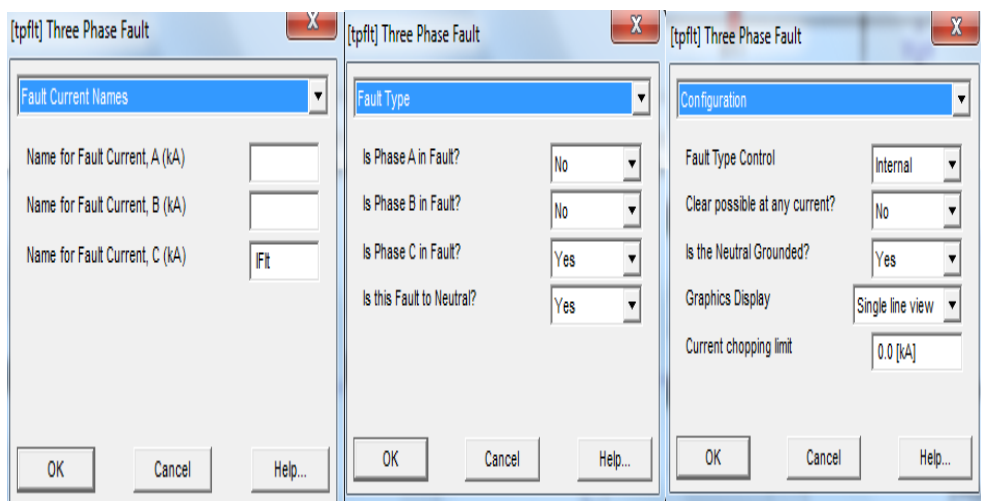 [tpflt] Three Phase Fault
X
Fault Current Names
Name for Fault Current, A (kA)
Name for Fault Current, B (kA)
Name for Fault Current, C (kA)
IFlt
OK
Cancel
Help...
[tpflt] Three Phase Fault
X
Fault Type
Is Phase A in Fault?
No
Is Phase B in Fault?
No
Is Phase C in Fault?
Yes
Is this Fault to Neutral?
Yes
OK
Cancel
Help...
[tpflt] Three Phase Fault
X
Configuration
Fault Type Control
Internal
Clear possible at any current?
No
Is the Neutral Grounded?
Yes
Graphics Display
Single line view
Current chopping limit
0.0 [kA]
OK
Cancel
Help...